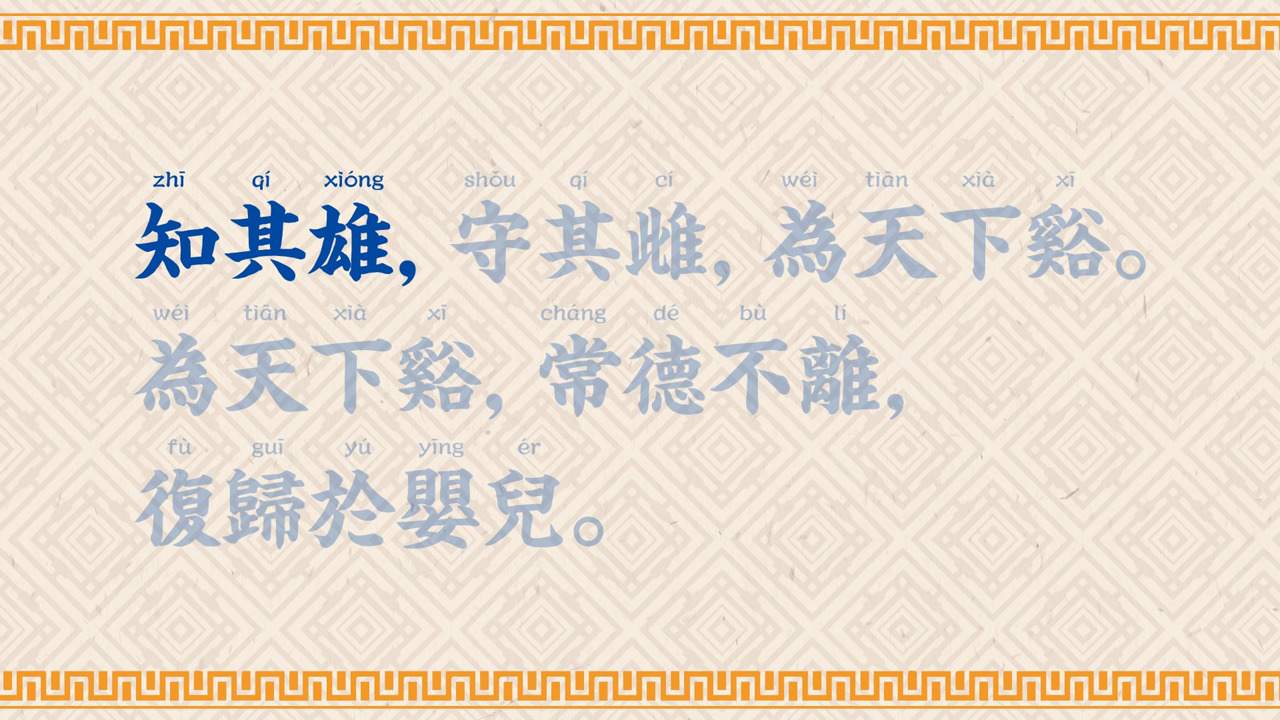 zhī qí xióng shǒu qí cí wéi tiān xià xī
知其雄，守其雌，為天下谿。
wéi tiān xià xī cháng dé bù lí
為天下谿，常德不離，
fù guī yú yīng ér
復歸於嬰兒。